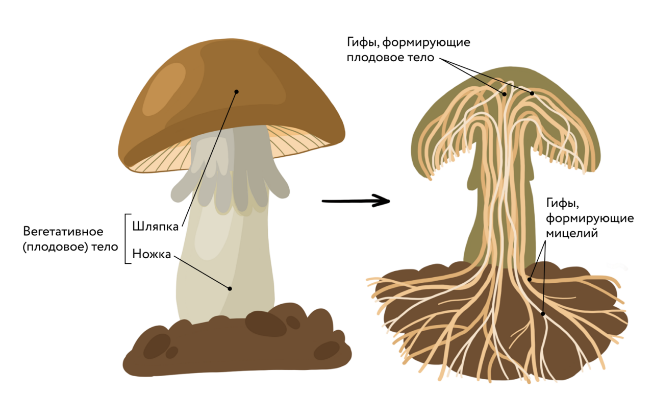 Гифы, формирующие
плодовое тело
Гифы,
формирующие
мицелий
Вегетативное
(плодовое) тело
Шляпка
Ножка